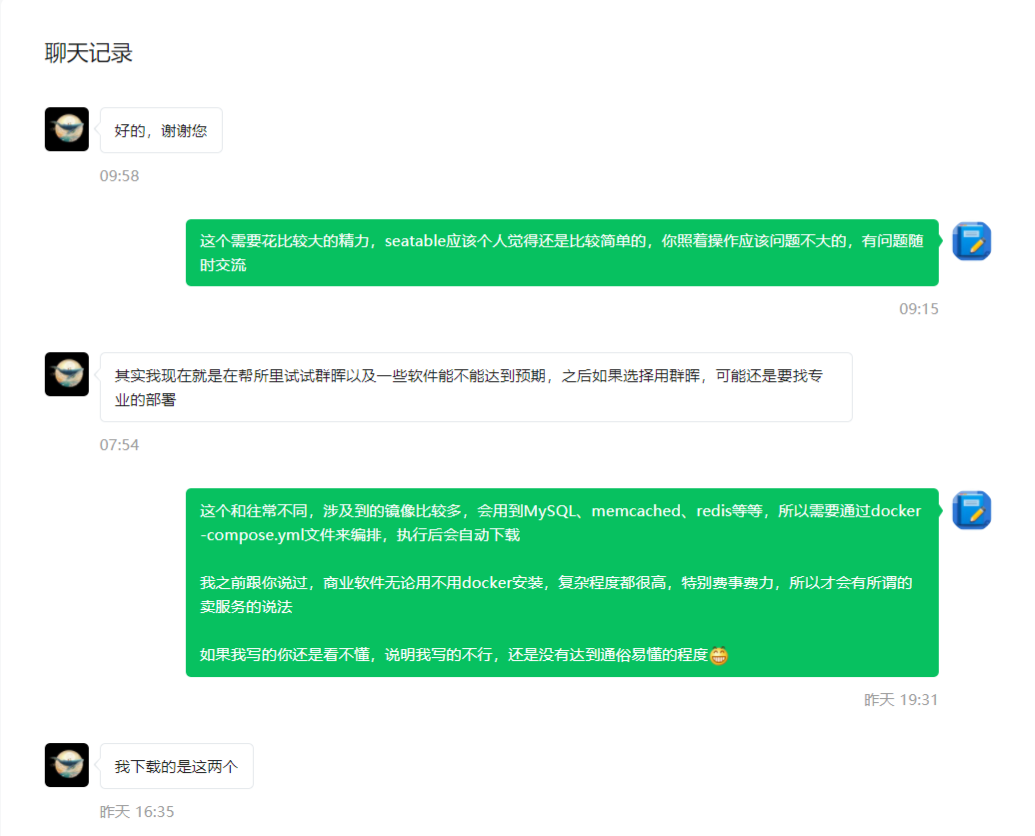 聊天记录
好的，谢谢您
09:58
这个需要花比较大的精力，seatable应该个人觉得还是比较简单的，你照着操作应该问题不大的，有问题随
时交流
09:15
其实我现在就是在帮所里试试群晖以及一些软件能不能达到预期，之后如果选择用群晖，可能还是要找专
业的部署
07:54
这个和往常不同，涉及到的镜像比较多，会用到MySQL、memcached、redis等等，所以需要通过docker
-compose.yml文件来编排，执行后会自动下载
我之前跟你说过，商业软件无论用不用docker安装，复杂程度都很高，特别费事费力，所以才会有所谓的
卖服务的说法
如果我写的你还是看不懂，说明我写的不行，还是没有达到通俗易懂的程度😁
昨天 19:31
我下载的是这两个
昨天 16:35